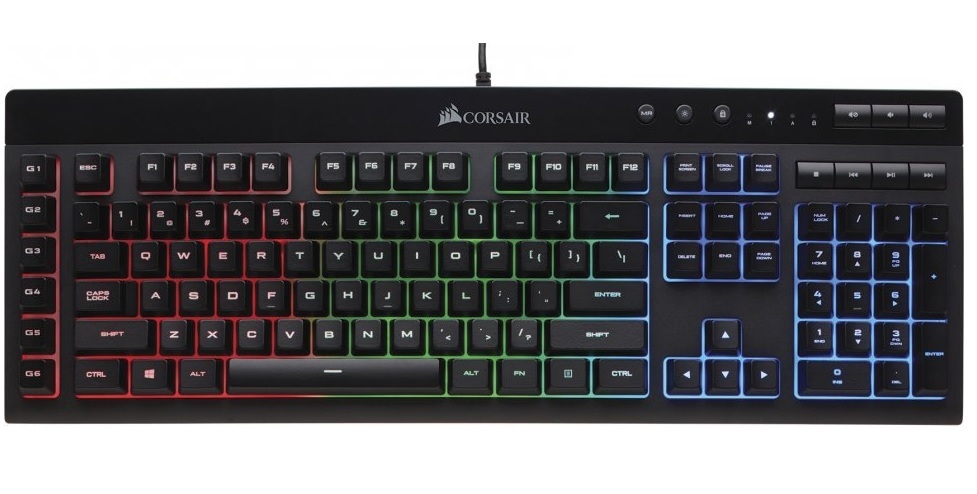 CORSAIR
MR M 1 A
G1 ESC F1 F2 F3 F4 F5 F6 F7 F8 F9 F10 F11 F12 PRINT SCREEN SCROLL LOCK PAUSE BREAK
G2 ` ~ 1 ! 2 @ 3 # 4 $ 5 % 6 ^ 7 & 8 * 9 ( 0 ) - _ = + INSERT HOME PAGE UP NUM LOCK / * -
G3 TAB Q W E R T Y U I O P [ { ] } \ | DELETE END PAGE DOWN 7 HOME 8 9 PG UP +
G4 CAPS LOCK A S D F G H J K L ; : ' " ENTER 4 5 6
G5 SHIFT Z X C V B N M , < . > / ? SHIFT 1 END 2 3 PG DWN ENTER
G6 CTRL ALT ALT FN CTRL 0 INS . DEL